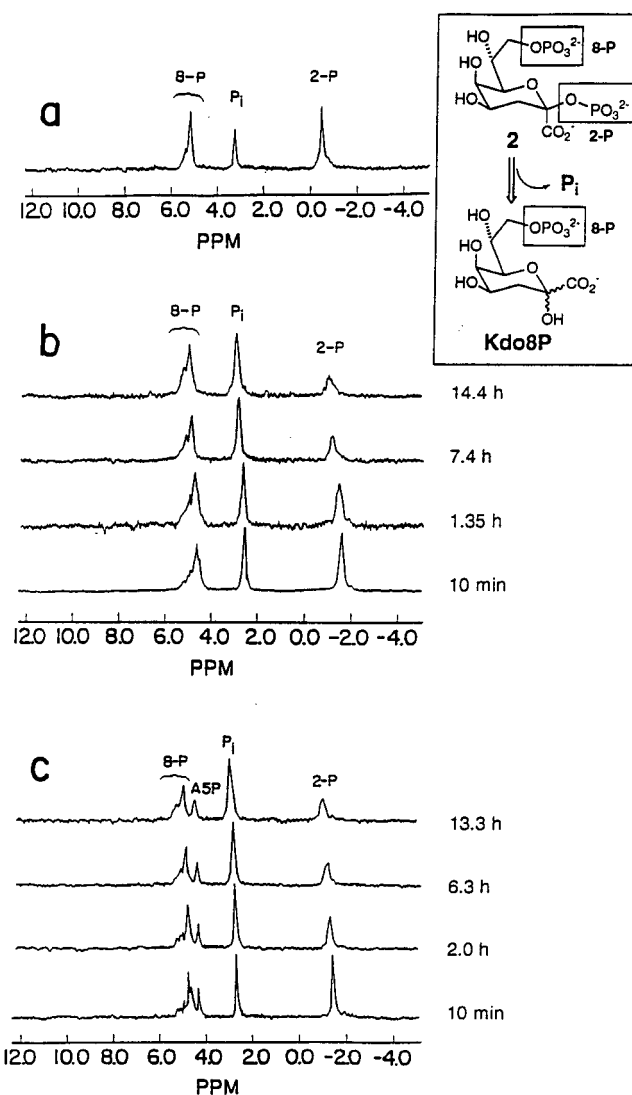 a
8-P
Pi
2-P
12.0 10.0 8.0 6.0 4.0 2.0 0.0 -2.0 -4.0
PPM
HO
OPO3 2-
8-P
HO
HO
O
O
PO3 2-
CO2-
2-P
2
Pi
HO
OPO3 2-
8-P
HO
HO
O
CO2-
OH
Kdo8P
b
8-P
Pi
2-P
14.4 h
7.4 h
1.35 h
10 min
12.0 10.0 8.0 6.0 4.0 2.0 0.0 -2.0 -4.0
PPM
c
8-P
A5P
Pi
2-P
13.3 h
6.3 h
2.0 h
10 min
12.0 10.0 8.0 6.0 4.0 2.0 0.0 -2.0 -4.0
PPM